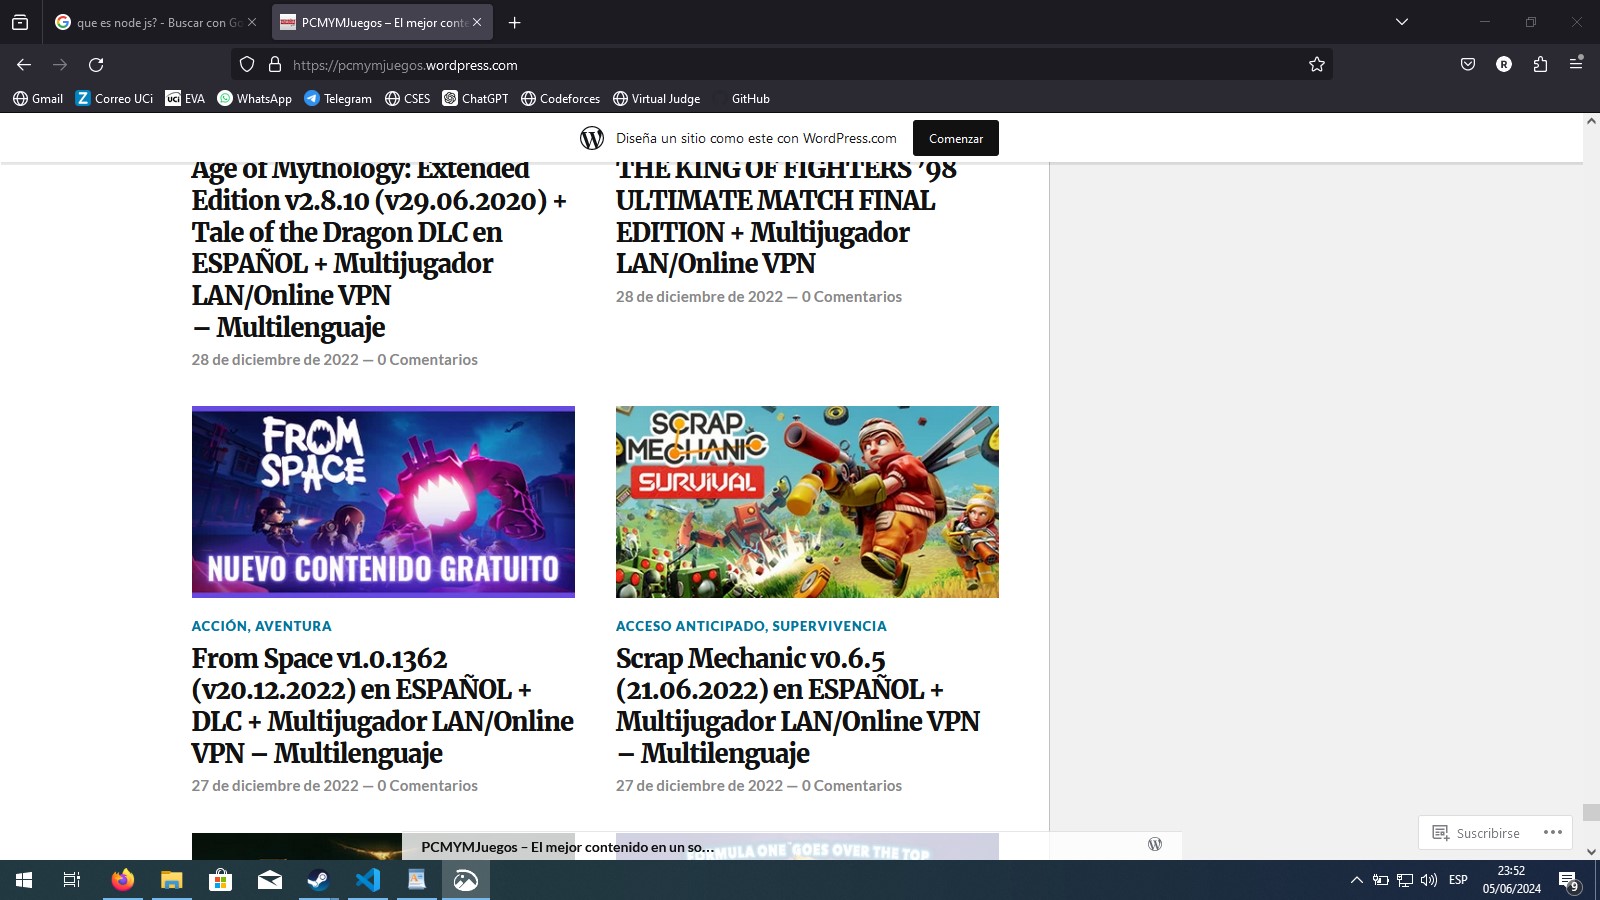 que es node js? - Buscar con Go
PCMYMJuegos – El mejor conte
https://pcmymjuegos.wordpress.com
R
Gmail
Correo UCi
EVA
WhatsApp
Telegram
CSES
ChatGPT
Codeforces
Virtual Judge
GitHub
Diseña un sitio como este con WordPress.com
Comenzar
Age of Mythology: Extended
Edition v2.8.10 (v29.06.2020) +
Tale of the Dragon DLC en
ESPAÑOL + Multijugador
LAN/Online VPN
– Multilenguaje
28 de diciembre de 2022 — 0 Comentarios
THE KING OF FIGHTERS ’98
ULTIMATE MATCH FINAL
EDITION + Multijugador
LAN/Online VPN
28 de diciembre de 2022 — 0 Comentarios
FROM
SPACE
NUEVO CONTENIDO GRATUITO
SCRAP
MECHANIC
SURVIVAL
ACCIÓN, AVENTURA
From Space v1.0.1362
(v20.12.2022) en ESPAÑOL +
DLC + Multijugador LAN/Online
VPN – Multilenguaje
27 de diciembre de 2022 — 0 Comentarios
ACCESO ANTICIPADO, SUPERVIVENCIA
Scrap Mechanic v0.6.5
(21.06.2022) en ESPAÑOL +
Multijugador LAN/Online VPN
– Multilenguaje
27 de diciembre de 2022 — 0 Comentarios
Suscribirse
PCMYMJuegos – El mejor contenido en un so...
FORMULA ONE GOES OVER THE TOP
ESP
23:52
05/06/2024
9